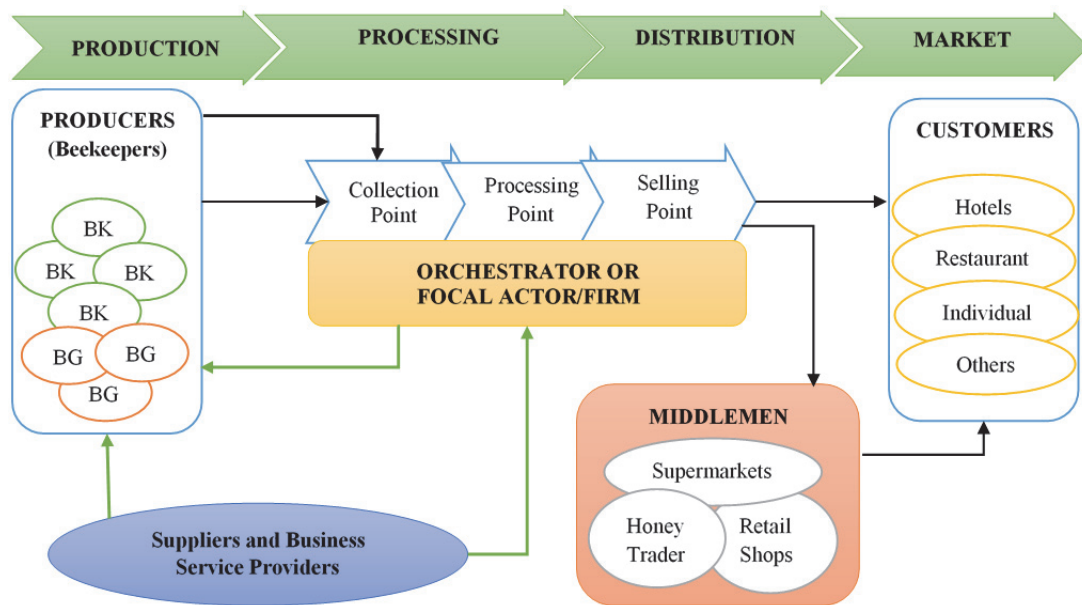 PRODUCTION
PROCESSING
DISTRIBUTION
MARKET
PRODUCERS
(Beekeepers)
BK
BK
BK
BK
BG
BG
BG
Collection
Point
Processing
Point
Selling
Point
ORCHESTRATOR OR
FOCAL ACTOR/FIRM
CUSTOMERS
Hotels
Restaurant
Individual
Others
MIDDLEMEN
Supermarkets
Honey
Trader
Retail
Shops
Suppliers and Business
Service Providers